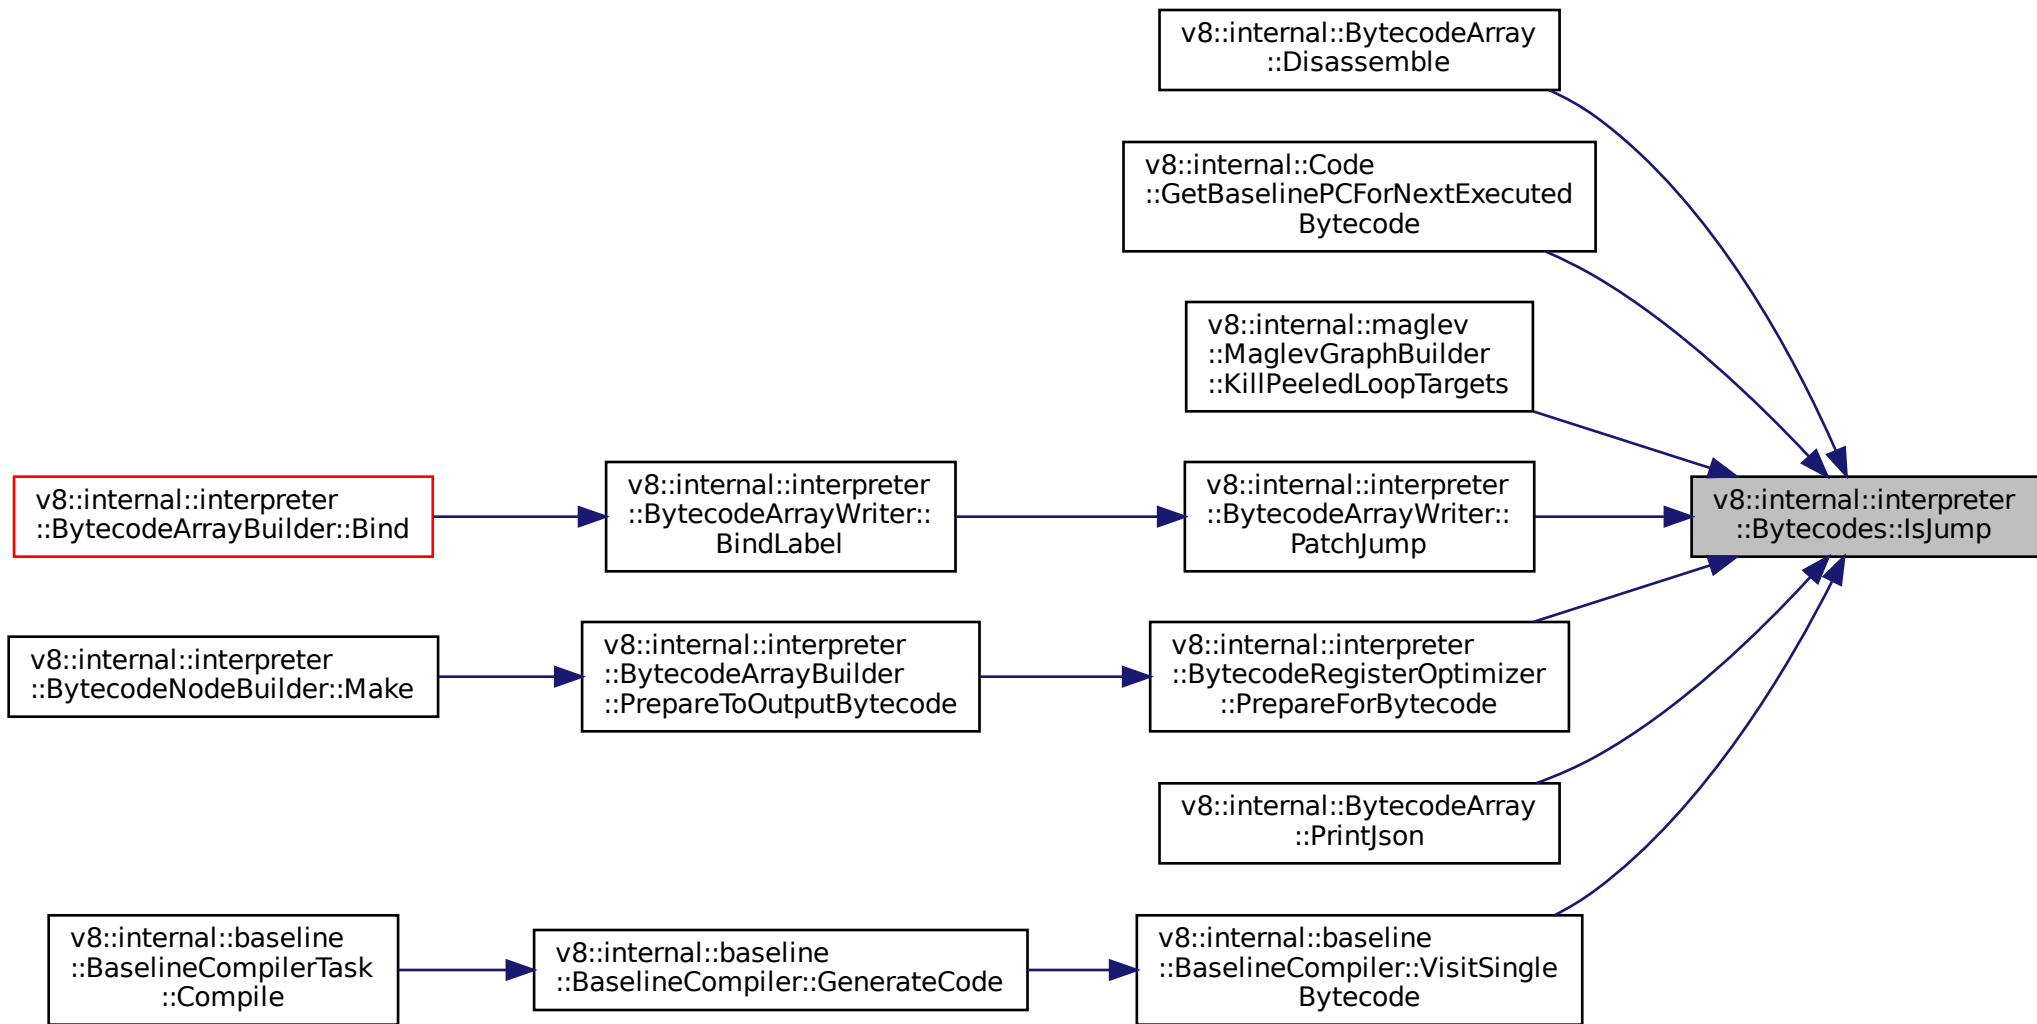 v8::internal::BytecodeArray
::Disassemble
v8::internal::Code
::GetBaselinePCForNextExecuted
Bytecode
v8::internal::maglev
::MaglevGraphBuilder
::KillPeeledLoopTargets
v8::internal::interpreter
::BytecodeArrayBuilder::Bind
v8::internal::interpreter
::BytecodeArrayWriter::
BindLabel
v8::internal::interpreter
::BytecodeArrayWriter::
PatchJump
v8::internal::interpreter
::Bytecodes::IsJump
v8::internal::interpreter
::BytecodeNodeBuilder::Make
v8::internal::interpreter
::BytecodeArrayBuilder
::PrepareToOutputBytecode
v8::internal::interpreter
::BytecodeRegisterOptimizer
::PrepareForBytecode
v8::internal::BytecodeArray
::PrintJson
v8::internal::baseline
::BaselineCompilerTask
::Compile
v8::internal::baseline
::BaselineCompiler::GenerateCode
v8::internal::baseline
::BaselineCompiler::VisitSingle
Bytecode